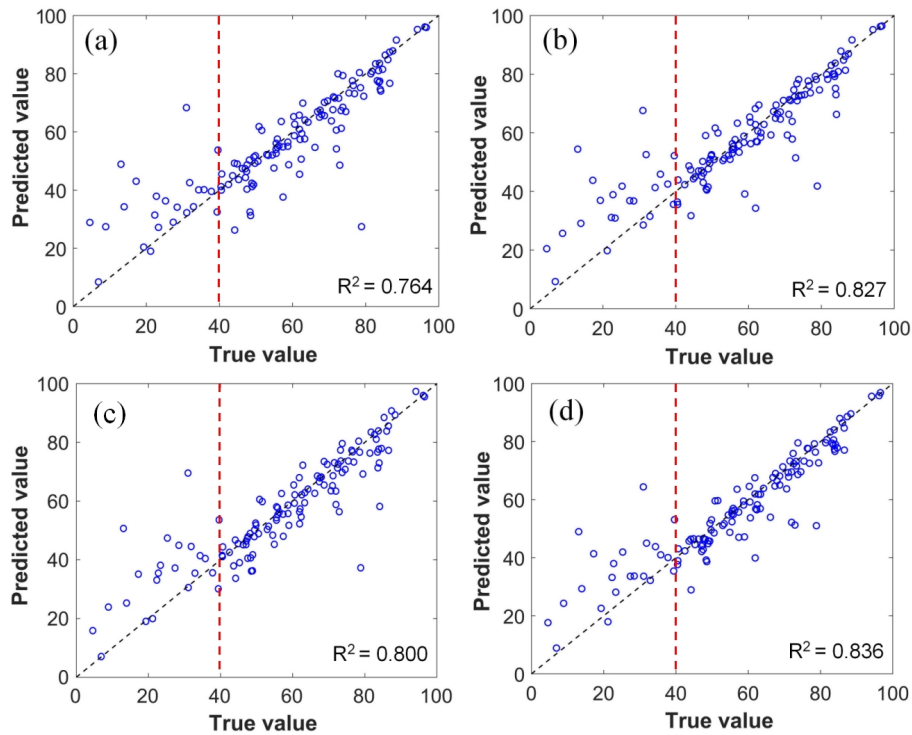 (a)
100
80
60
40
20
0
Predicted value
R² = 0.764
0 20 40 60 80 100
True value
(b)
100
80
60
40
20
0
Predicted value
R² = 0.827
0 20 40 60 80 100
True value
(c)
100
80
60
40
20
0
Predicted value
R² = 0.800
0 20 40 60 80 100
True value
(d)
100
80
60
40
20
0
Predicted value
R² = 0.836
0 20 40 60 80 100
True value